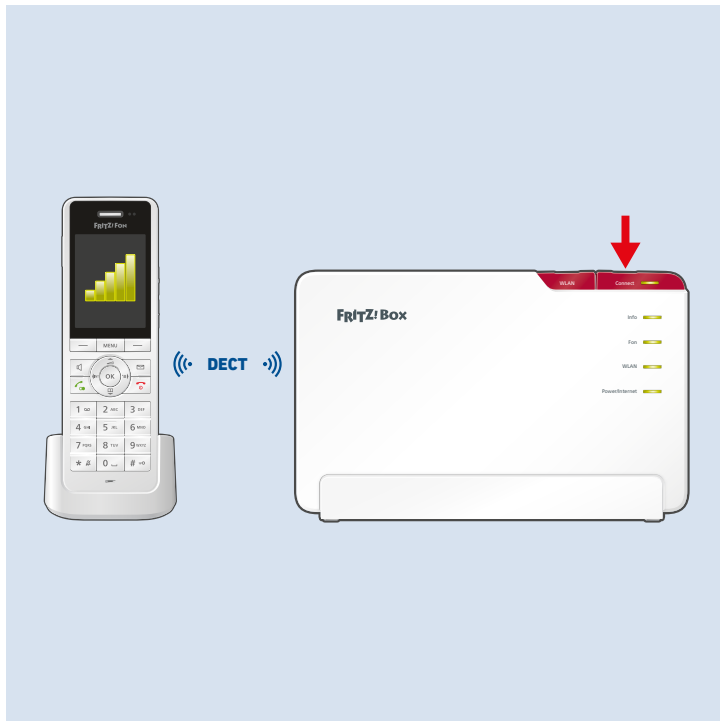 FRITZ!Fon
MENU
OK
1
2 ABC
3 DEF
4 GHI
5 JKL
6 MNO
7 PQRS
8 TUV
9 WXYZ
* 
0
#
DECT
FRITZ!Box
WLAN
Connect
Info
Fon
WLAN
Power/Internet